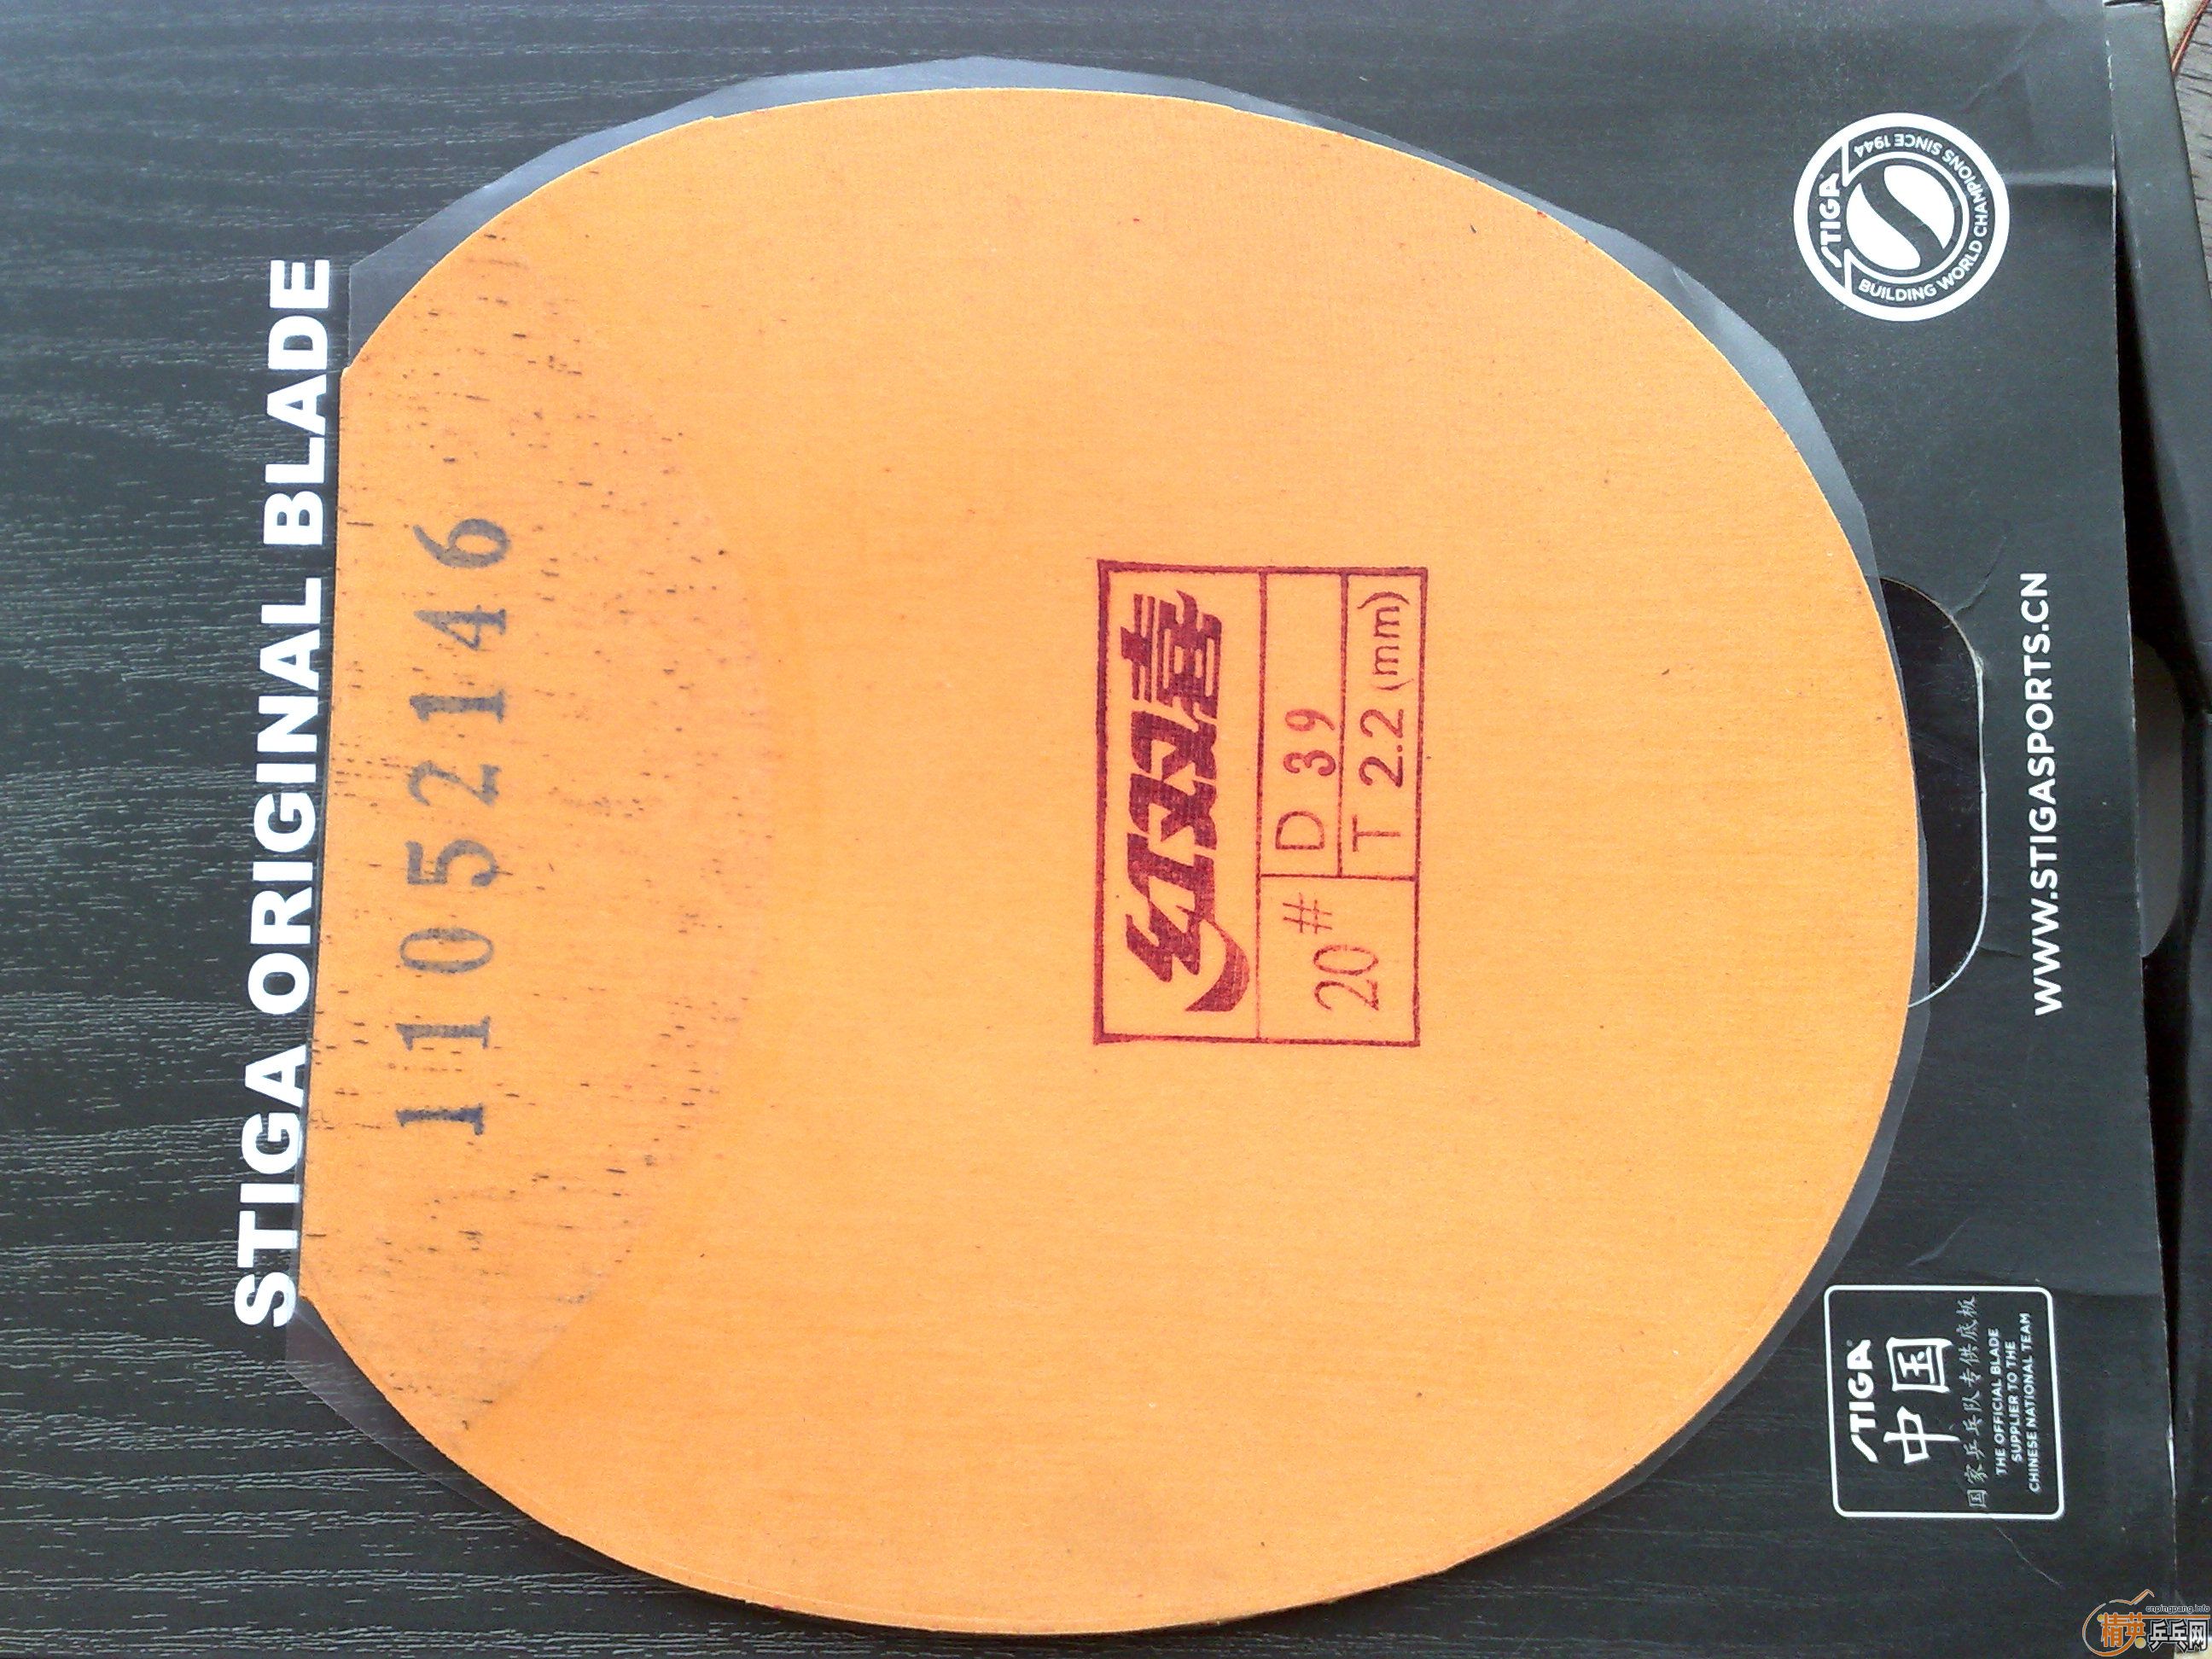 STIGA ORIGINAL BLADE
11052146
红双喜
20#
D 39
T 2.2 (mm)
STIGA
BUILDING WORLD CHAMPIONS SINCE 1944
WWW.STIGASPORTS.CN
STIGA
中国
国家乒乓队专供底板
THE OFFICIAL BLADE
SUPPLIER TO THE
CHINESE NATIONAL TEAM
cnpingpang.info
精英乒乓网